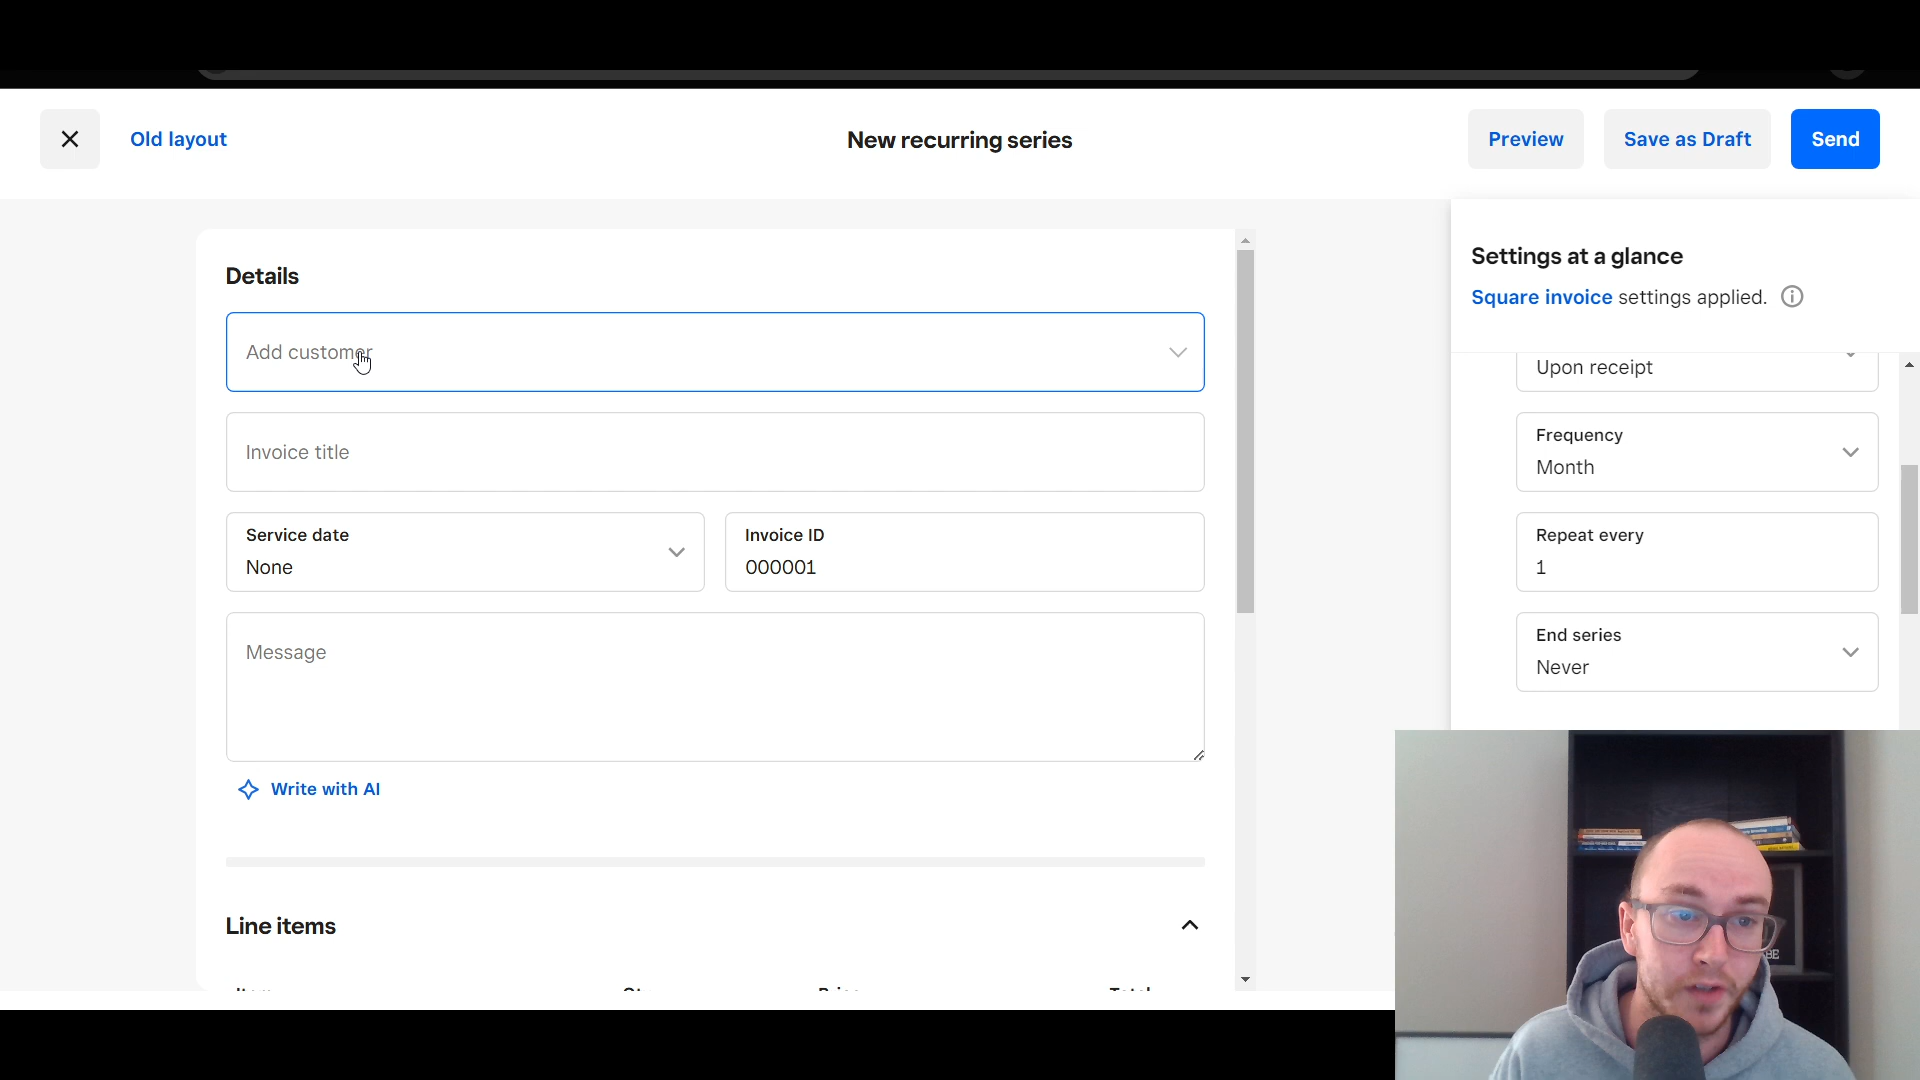 Old layout
New recurring series
Preview
Save as Draft
Send
Details
Add customer
Invoice title
Service date
None
Invoice ID
000001
Message
Write with AI
Line items
Settings at a glance
Square invoice settings applied.
Upon receipt
Frequency
Month
Repeat every
1
End series
Never